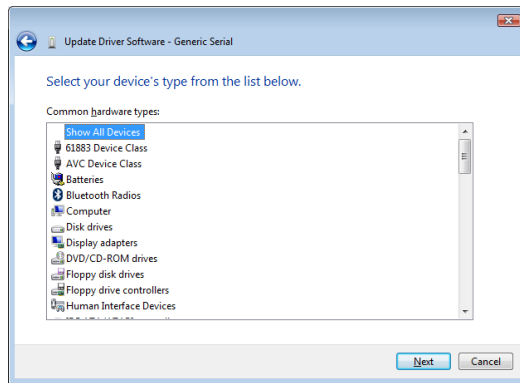 Update Driver Software - Generic Serial
Select your device's type from the list below.
Common hardware types:
Show All Devices
61883 Device Class
AVC Device Class
Batteries
Bluetooth Radios
Computer
Disk drives
Display adapters
DVD/CD-ROM drives
Floppy disk drives
Floppy drive controllers
Human Interface Devices
Next
Cancel